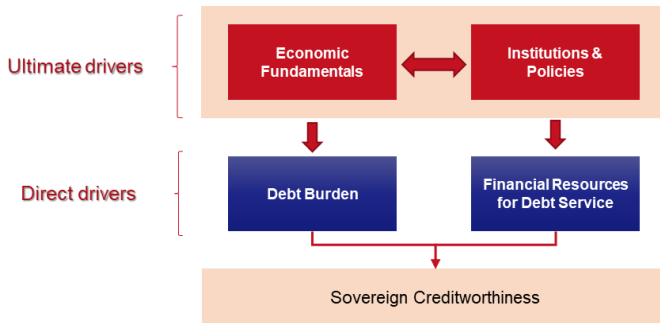 Ultimate drivers
Economic
Fundamentals
Institutions &
Policies
Direct drivers
Debt Burden
Financial Resources
for Debt Service
Sovereign Creditworthiness